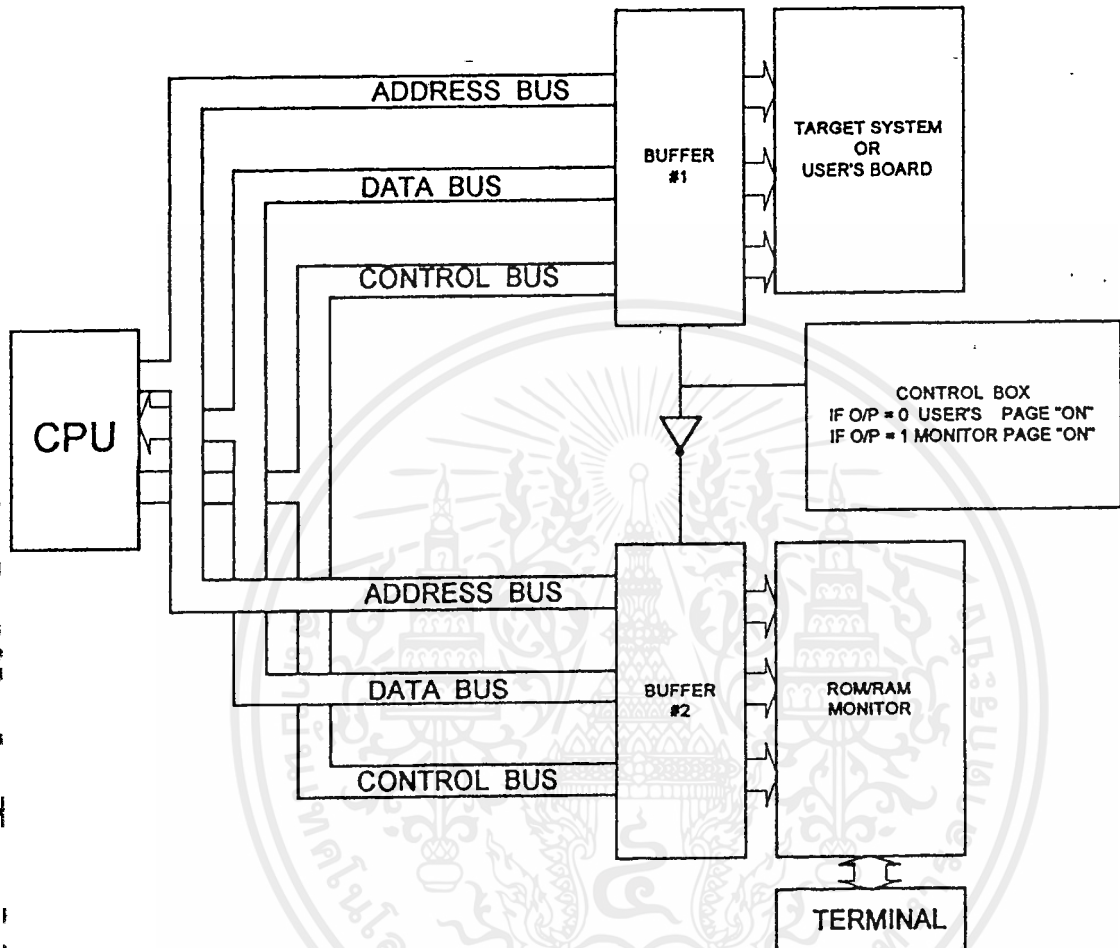 ADDRESS BUS
DATA BUS
CONTROL BUS
BUFFER
#1
TARGET SYSTEM
OR
USER'S BOARD
CPU
CONTROL BOX
IF O/P = 0 USER'S PAGE "ON"
IF O/P = 1 MONITOR PAGE "ON"
ADDRESS BUS
DATA BUS
CONTROL BUS
BUFFER
#2
ROM/RAM
MONITOR
TERMINAL